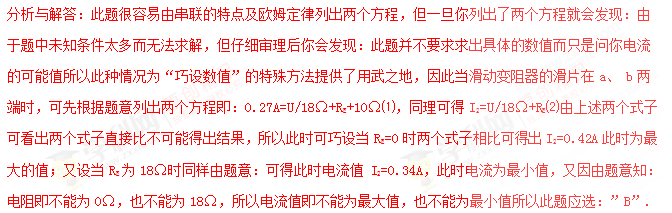 分析与解答：此题很容易由串联的特点及欧姆定律列出两个方程，但一旦你列出了两个方程就会发现：由
于题中未知条件太多而无法求解，但仔细审理后你会发现：此题并不要求求出具体的数值而只是问你电流
的可能值所以此种情况为“巧设数值”的特殊方法提供了用武之地，因此当滑动变阻器的滑片在 a、 b 两
端时，可先根据题意列出两个方程即：0.27A=U/18Ω+R₂+10Ω⑴，同理可得 I₂=U/18Ω+R₂⑵由上述两个式子
可看出两个式子直接比不可能得出结果，所以此时可巧设当 R₂=0 时两个式子相比可得出 I₂=0.42A 此时为最
大的值；又设当 R₂为 18Ω时同样由题意：可得此时电流值 I₂=0.34A，此时电流为最小值，又因由题意知：
电阻即不能为 0Ω，也不能为 18Ω，所以电流值即不能为最大值，也不能为最小值所以此题应选：”B”．